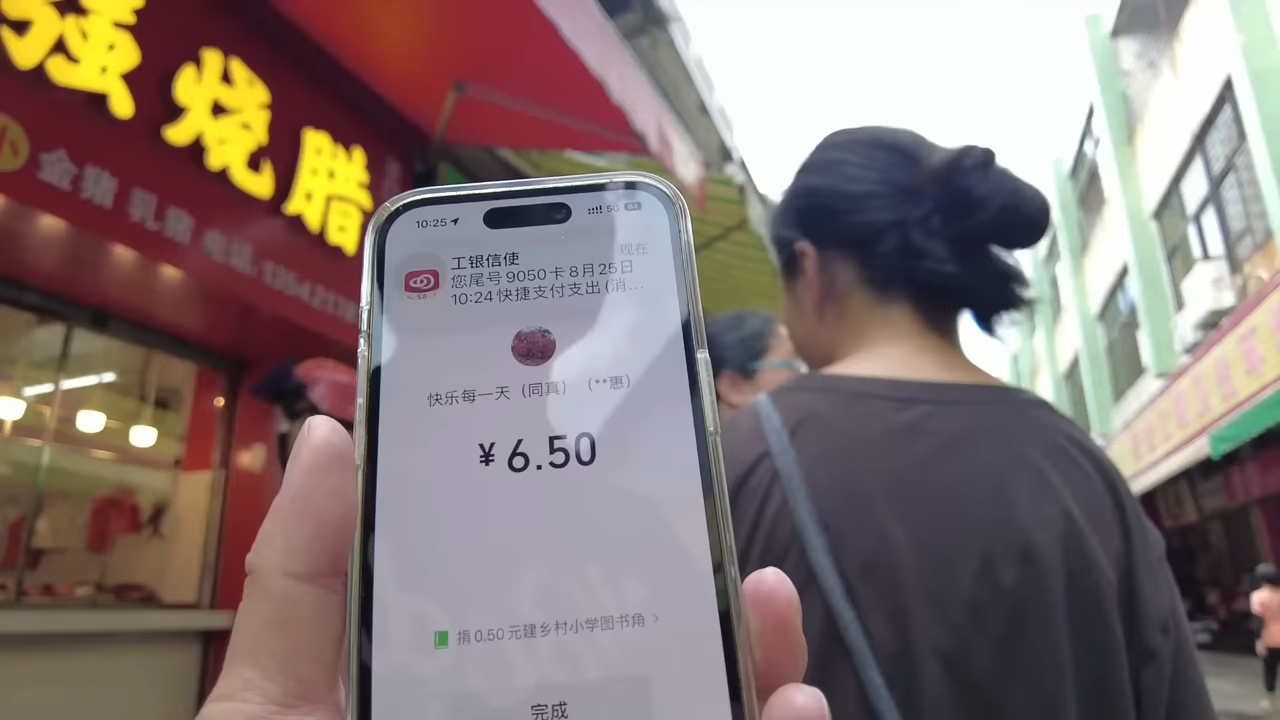 强烧腊
金猪 乳猪 电话.
10:25
5G 84
工银信使
现在
您尾号9050卡8月25日
10:24快捷支付支出(消...
快乐每一天（同真）（**惠）
¥6.50
捐0.50元建乡村小学图书角 >
完成